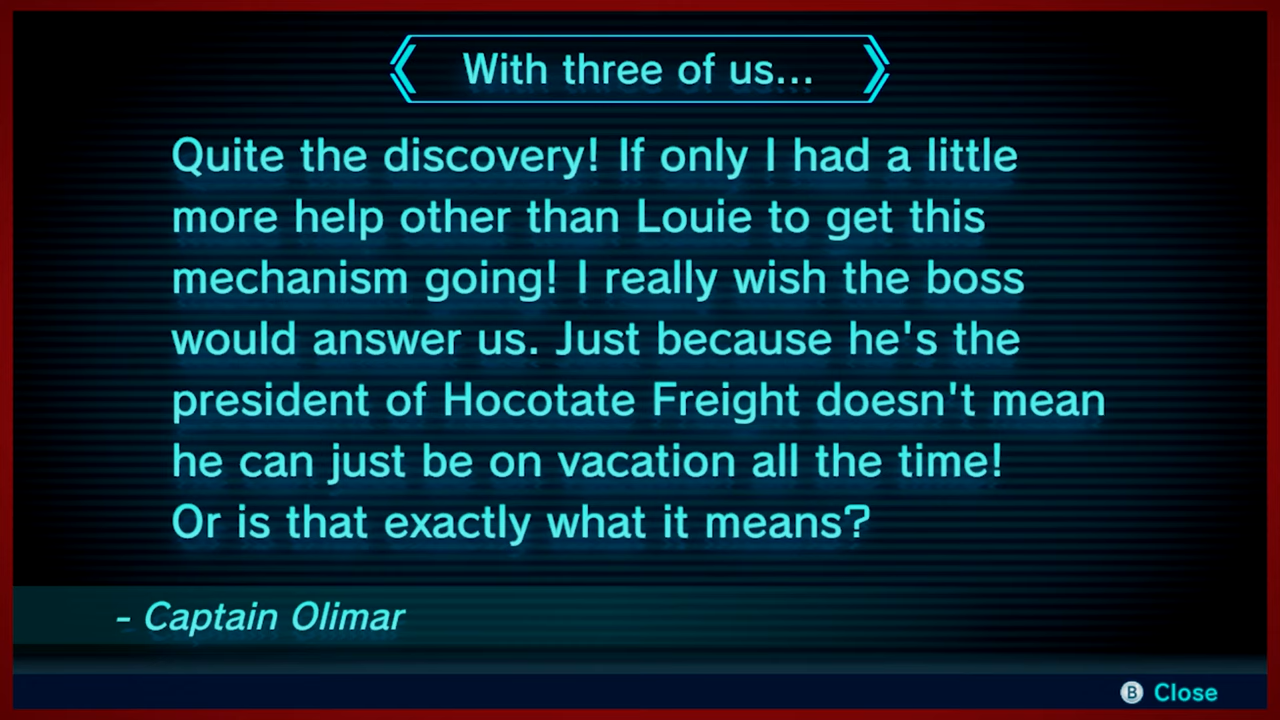 With three of us...
Quite the discovery! If only I had a little
more help other than Louie to get this
mechanism going! I really wish the boss
would answer us. Just because he's the
president of Hocotate Freight doesn't mean
he can just be on vacation all the time!
Or is that exactly what it means?
- Captain Olimar
B Close